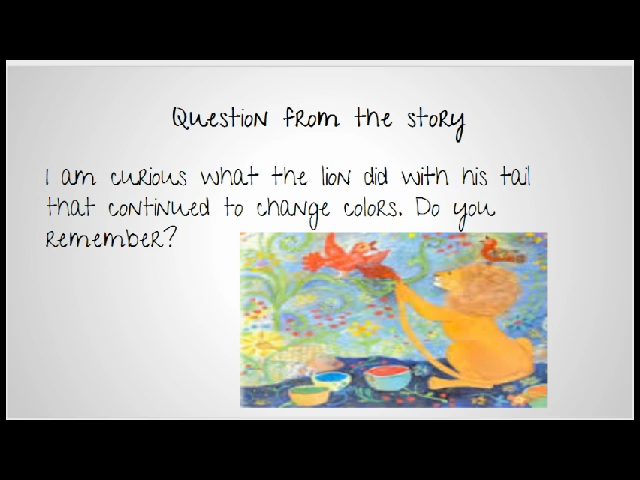 Question from the story
I am curious what the lion did with his tail
that continued to change colors. Do you
remember?